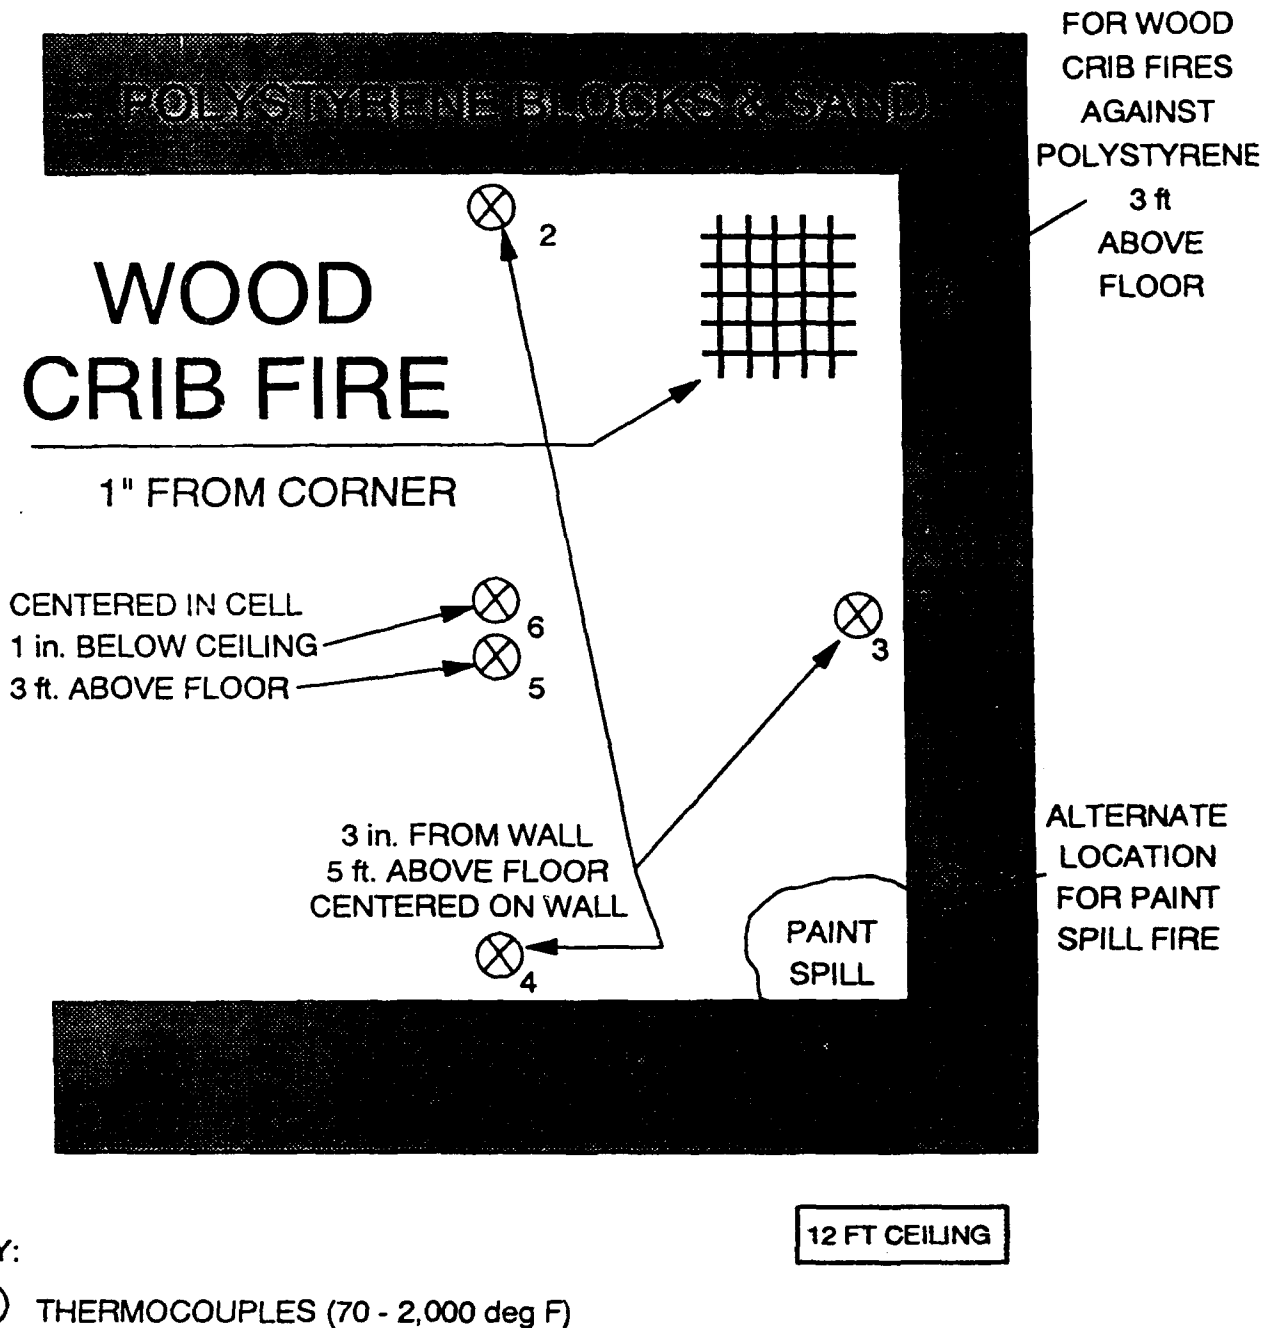 FOR WOOD
CRIB FIRES
AGAINST
POLYSTYRENE
3 ft
ABOVE
FLOOR
POLYSTYRENE BLOCKS & SAND
2
WOOD
CRIB FIRE
1" FROM CORNER
CENTERED IN CELL
1 in. BELOW CEILING
3 ft. ABOVE FLOOR
6
5
3
3 in. FROM WALL
5 ft. ABOVE FLOOR
CENTERED ON WALL
4
PAINT
SPILL
ALTERNATE
LOCATION
FOR PAINT
SPILL FIRE
12 FT CEILING
Y:
THERMOCOUPLES (70 - 2,000 deg F)